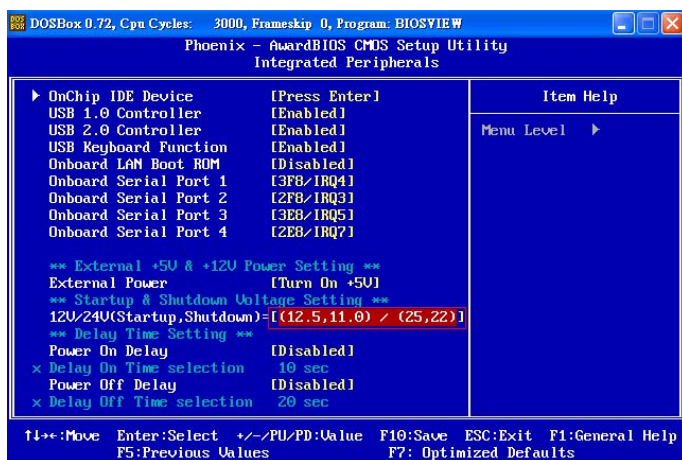 DOSBox 0.72, Cpu Cycles: 3000, Frameskip 0, Program: BIOSVIEW
Phoenix - AwardBIOS CMOS Setup Utility
Integrated Peripherals
OnChip IDE Device [Press Enter]
USB 1.0 Controller [Enabled]
USB 2.0 Controller [Enabled]
USB Keyboard Function [Enabled]
Onboard LAN Boot ROM [Disabled]
Onboard Serial Port 1 [3F8/IRQ4]
Onboard Serial Port 2 [2F8/IRQ3]
Onboard Serial Port 3 [3E8/IRQ5]
Onboard Serial Port 4 [2E8/IRQ7]
** External +5V & +12V Power Setting **
External Power [Turn On +5V]
** Startup & Shutdown Voltage Setting **
12V/24V(Startup,Shutdown)=[(12.5,11.0) / (25,22)]
** Delay Time Setting **
Power On Delay [Disabled]
x Delay On Time selection 10 sec
Power Off Delay [Disabled]
x Delay Off Time selection 20 sec
Item Help
Menu Level
↑↓→←:Move Enter:Select +/-/PU/PD:Value F10:Save ESC:Exit F1:General Help
F5:Previous Values F7: Optimized Defaults